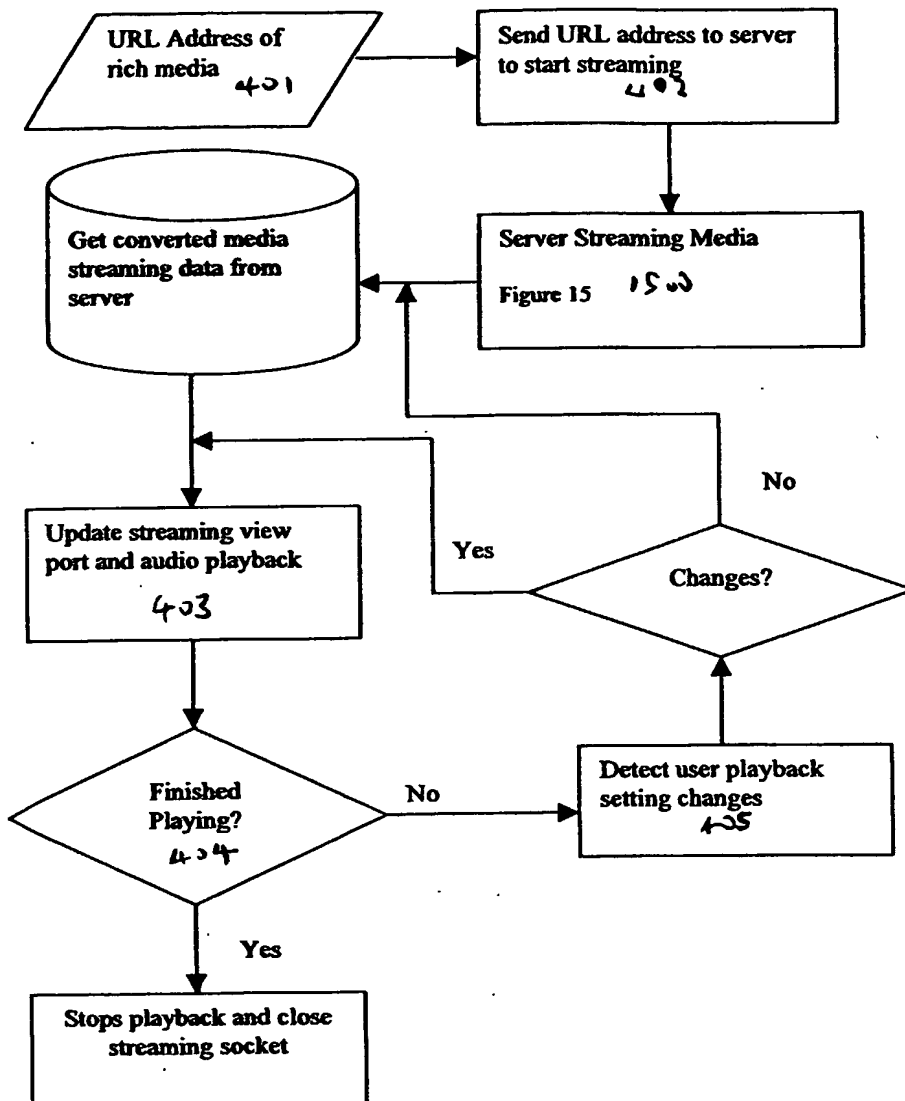 URL Address of
rich media
401
Send URL address to server
to start streaming
402
Get converted media
streaming data from
server
Server Streaming Media
Figure 15 1500
No
Yes
Update streaming view
port and audio playback
403
Changes?
Finished
Playing?
404
No
Detect user playback
setting changes
405
Yes
Stops playback and close
streaming socket